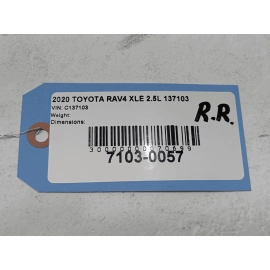 2020 TOYOTA RAV4 XLE 2.5L 137103
VIN: C137103
Weight:
Dimensions:
R.R.
7103-0057